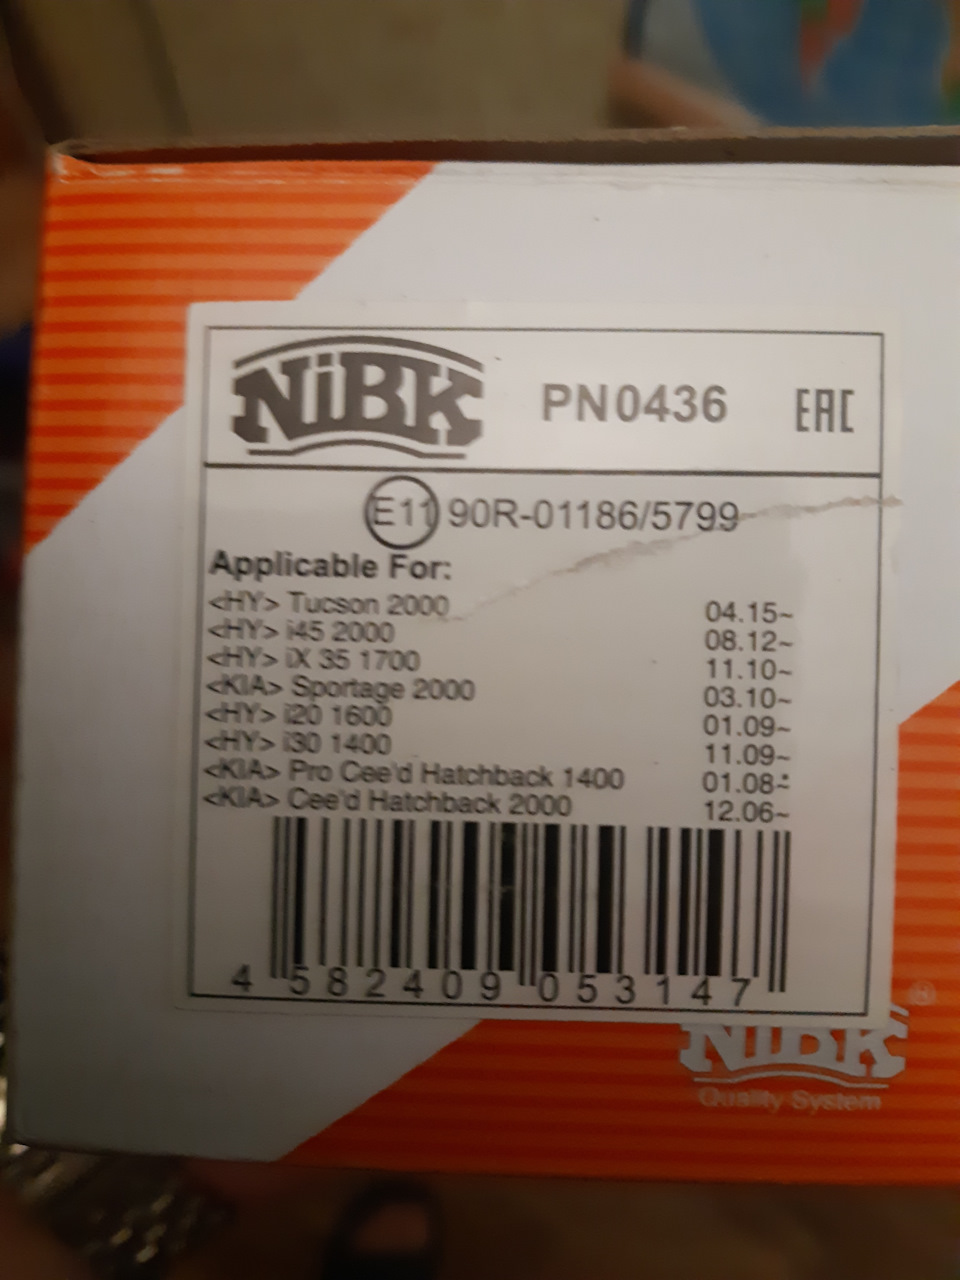 NiBK PN0436 EAC
E11 90R-01186/5799
Applicable For:
<HY> Tucson 2000 04.15~
<HY> i45 2000 08.12~
<HY> iX 35 1700 11.10~
<KIA> Sportage 2000 03.10~
<HY> i20 1600 01.09~
<HY> i30 1400 11.09~
<KIA> Pro Cee'd Hatchback 1400 01.08~
<KIA> Cee'd Hatchback 2000 12.06~
4 582409 053147
NiBK ®
Quality System